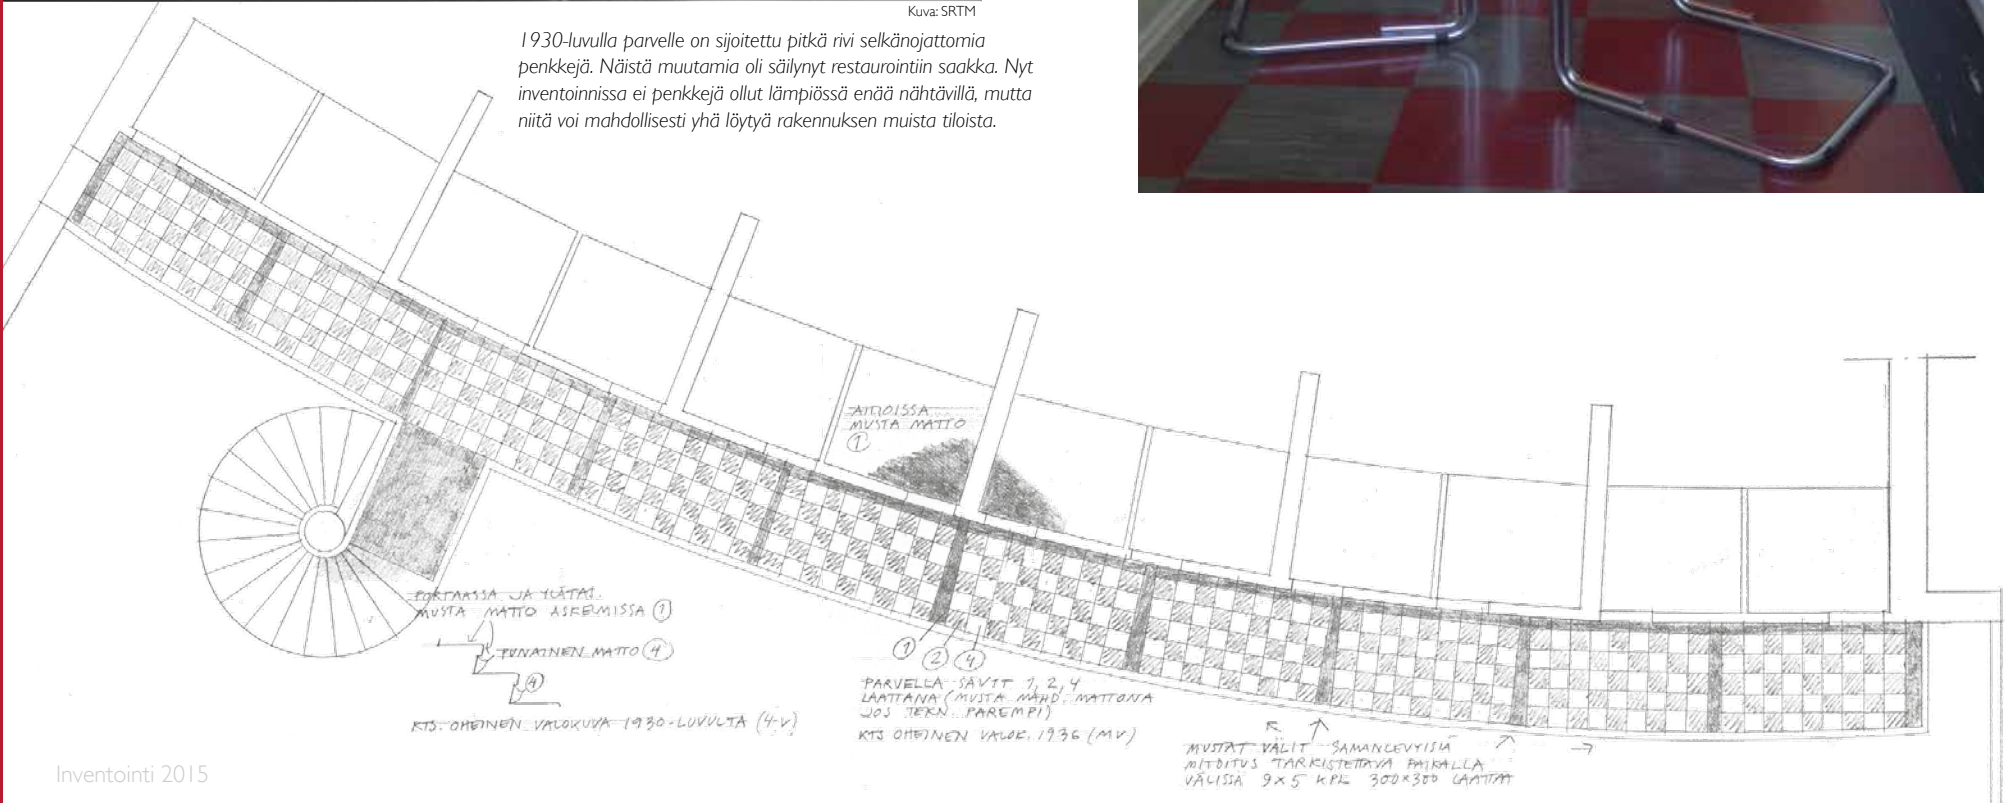 Kuva: SRTM
1930-luvulla parvelle on sijoitettu pitkä rivi selkänojattomia
penkkejä. Näistä muutamia oli säilynyt restaurointiin saakka. Nyt
inventoinnissa ei penkkejä ollut lämpiössä enää nähtävillä, mutta
niitä voi mahdollisesti yhä löytyä rakennuksen muista tiloista.
AITIOISSA
MUSTA MATTO
1
PORTAASSA JA YLÄTAS.
MUSTA MATTO ASKELMISSA 1
PUNAINEN MATTO 4
4
KTS. OHEINEN VALOKUVA 1930-LUVULTA (4-V)
1 2 4
PARVELLA SÄVIT 1, 2, 4
LAATTANA (MUSTA MAHD. MATTONA
JOS TEKN. PAREMPI)
KTS OHEINEN VALOK. 1936 (MV)
MUSTAT VÄLIT SAMANLEVYISIÄ
MITOITUS TARKISTETTAVA PAIKALLA
VÄLISSÄ 9x5 KPL 300x300 LAATTAA
Inventointi 2015